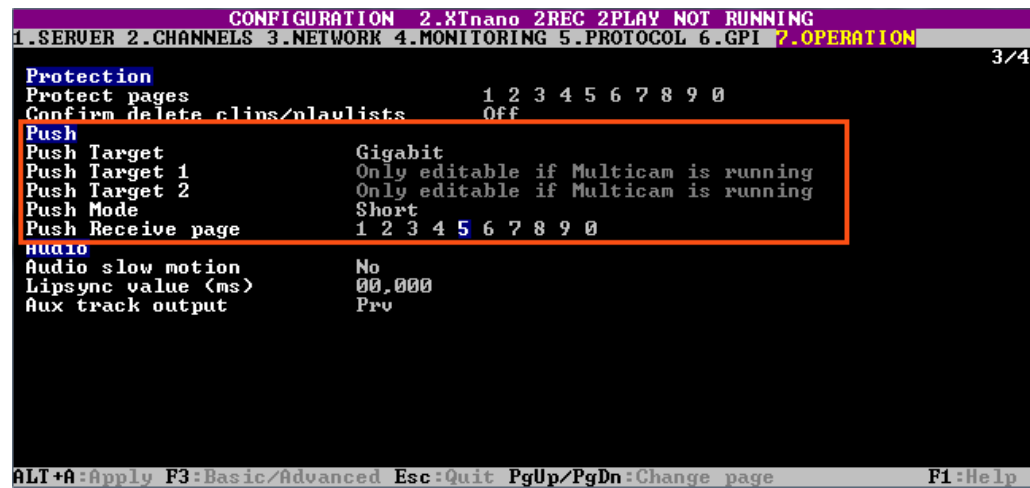 CONFIGURATION 2.XTnano 2REC 2PLAY NOT RUNNING
1.SERVER 2.CHANNELS 3.NETWORK 4.MONITORING 5.PROTOCOL 6.GPI 7.OPERATION
3/4
Protection
Protect pages 1 2 3 4 5 6 7 8 9 0
Confirm delete clips/playlists Off
Push
Push Target Gigabit
Push Target 1 Only editable if Multicam is running
Push Target 2 Only editable if Multicam is running
Push Mode Short
Push Receive page 1 2 3 4 5 6 7 8 9 0
Audio
Audio slow motion No
Lipsync value (ms) 00,000
Aux track output Prv
ALT+A:Apply F3:Basic/Advanced Esc:Quit PgUp/PgDn:Change page F1:Help